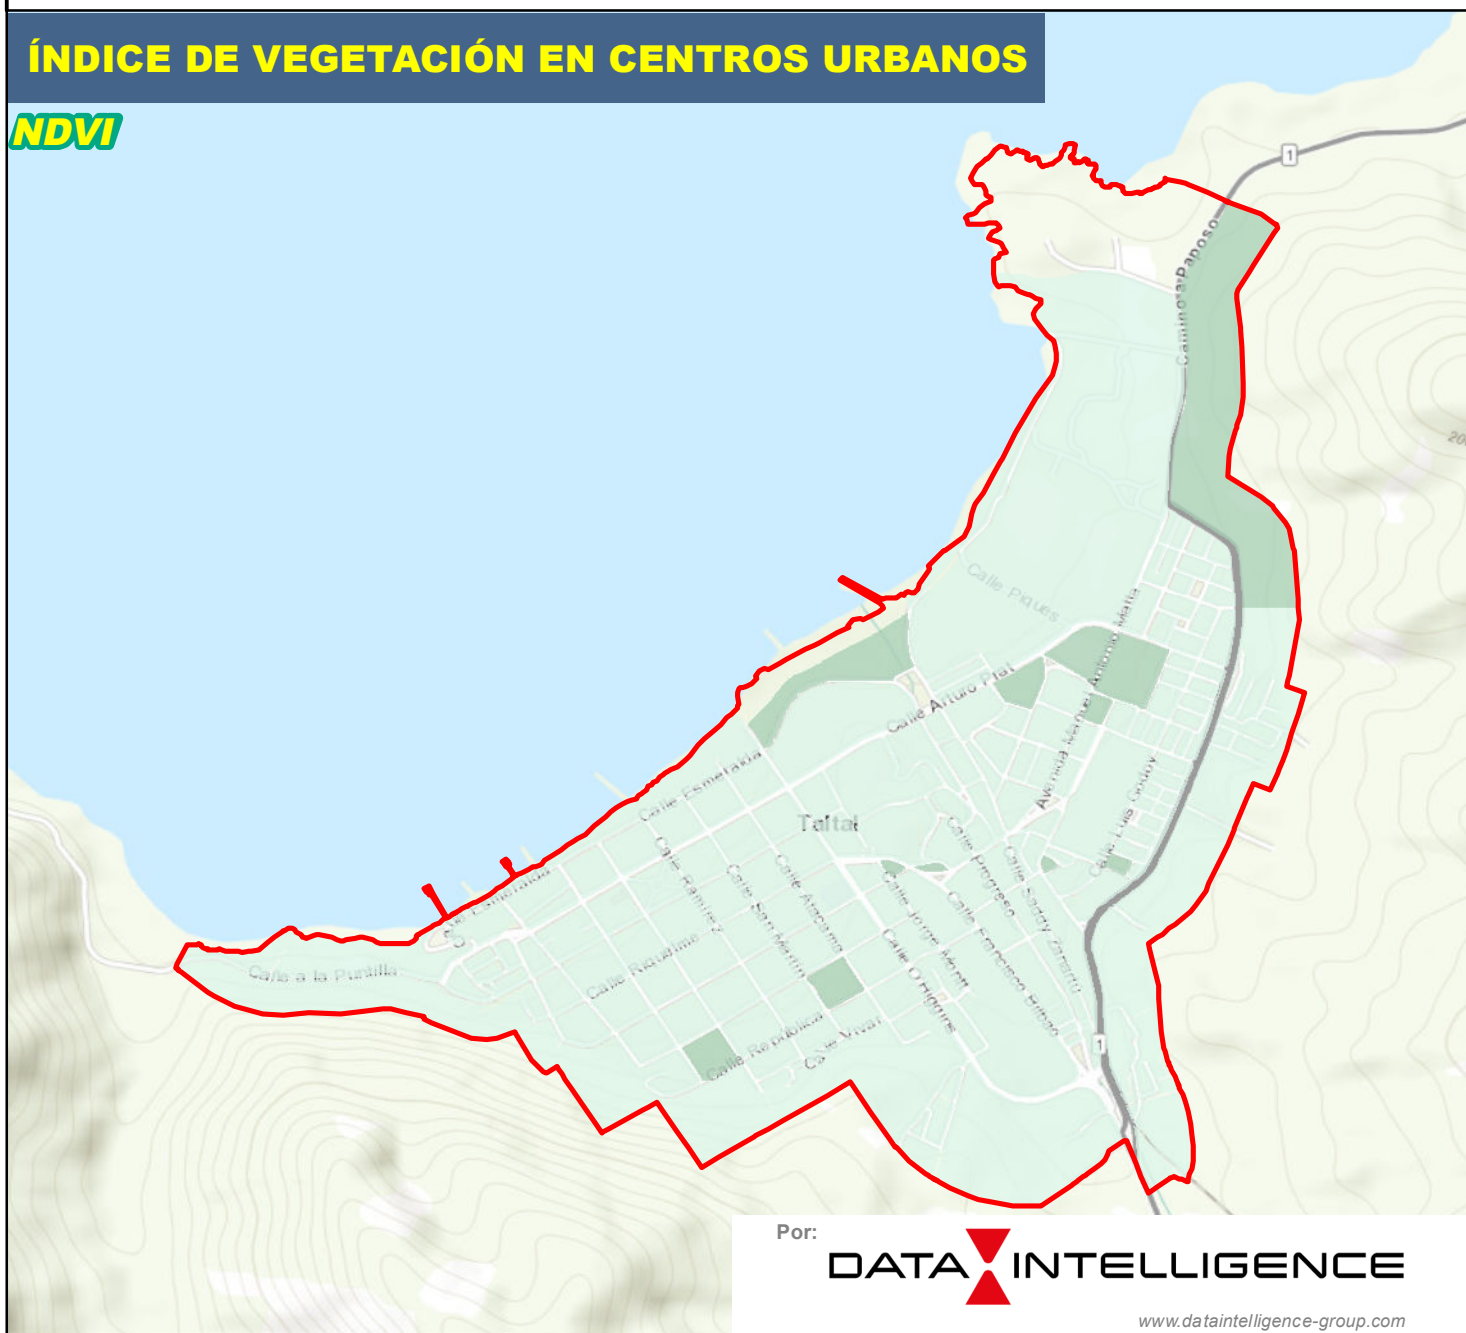 ÍNDICE DE VEGETACIÓN EN CENTROS URBANOS
NDVI
1
Camino a Paposo
Calle Piques
Avenida Manuel Antonio Matta
Calle Arturo Prat
Calle Esmeralda
Calle Luis Godoy
Taltal
Calle Progreso
Calle Saddy Zañartu
Calle Ramírez
Calle San Martín
Calle Atacama
Calle Jorge Montt
Calle Francisco Bilbao
Calle Esmeralda
Calle O'Higgins
Calle Riquelme
Calle a la Puntilla
Calle República
Calle Vivar
1
Por:
DATA INTELLIGENCE
www.dataintelligence-group.com